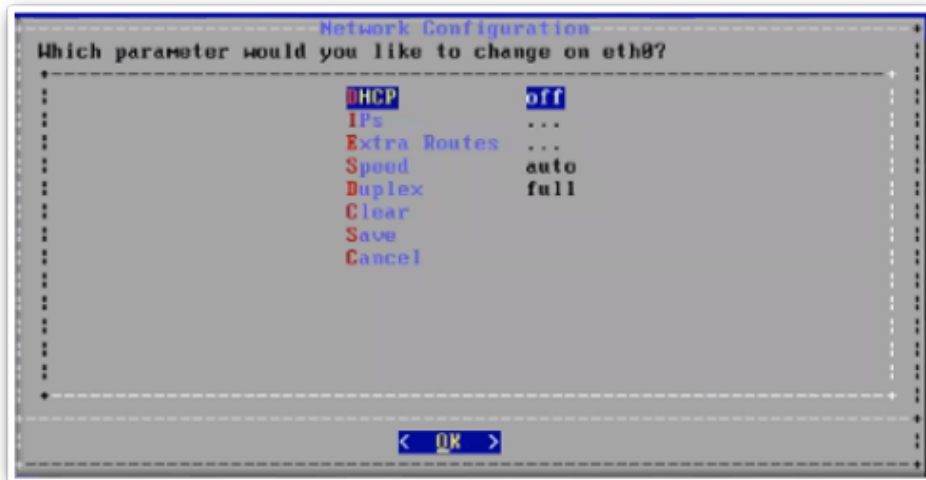 Network Configuration
Which parameter would you like to change on eth0?
DHCP off
IPs ...
Extra Routes ...
Speed auto
Duplex full
Clear
Save
Cancel
< OK >